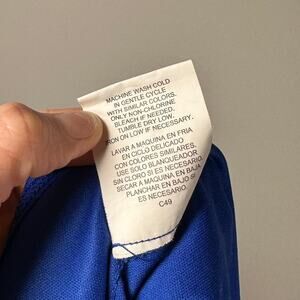 MACHINE WASH COLD
IN GENTLE CYCLE
WITH SIMILAR COLORS.
ONLY NON-CHLORINE
BLEACH IF NEEDED.
TUMBLE DRY LOW.
IRON ON LOW IF NECESSARY.
LAVAR A MAQUINA EN FRIA
EN CICLO DELICADO
CON COLORES SIMILARES.
USE SOLO BLANQUEADOR
SIN CLORO SI ES NECESARIO.
SECAR A MAQUINA EN BAJA.
PLANCHAR EN BAJO SI
ES NECESARIO.
C49